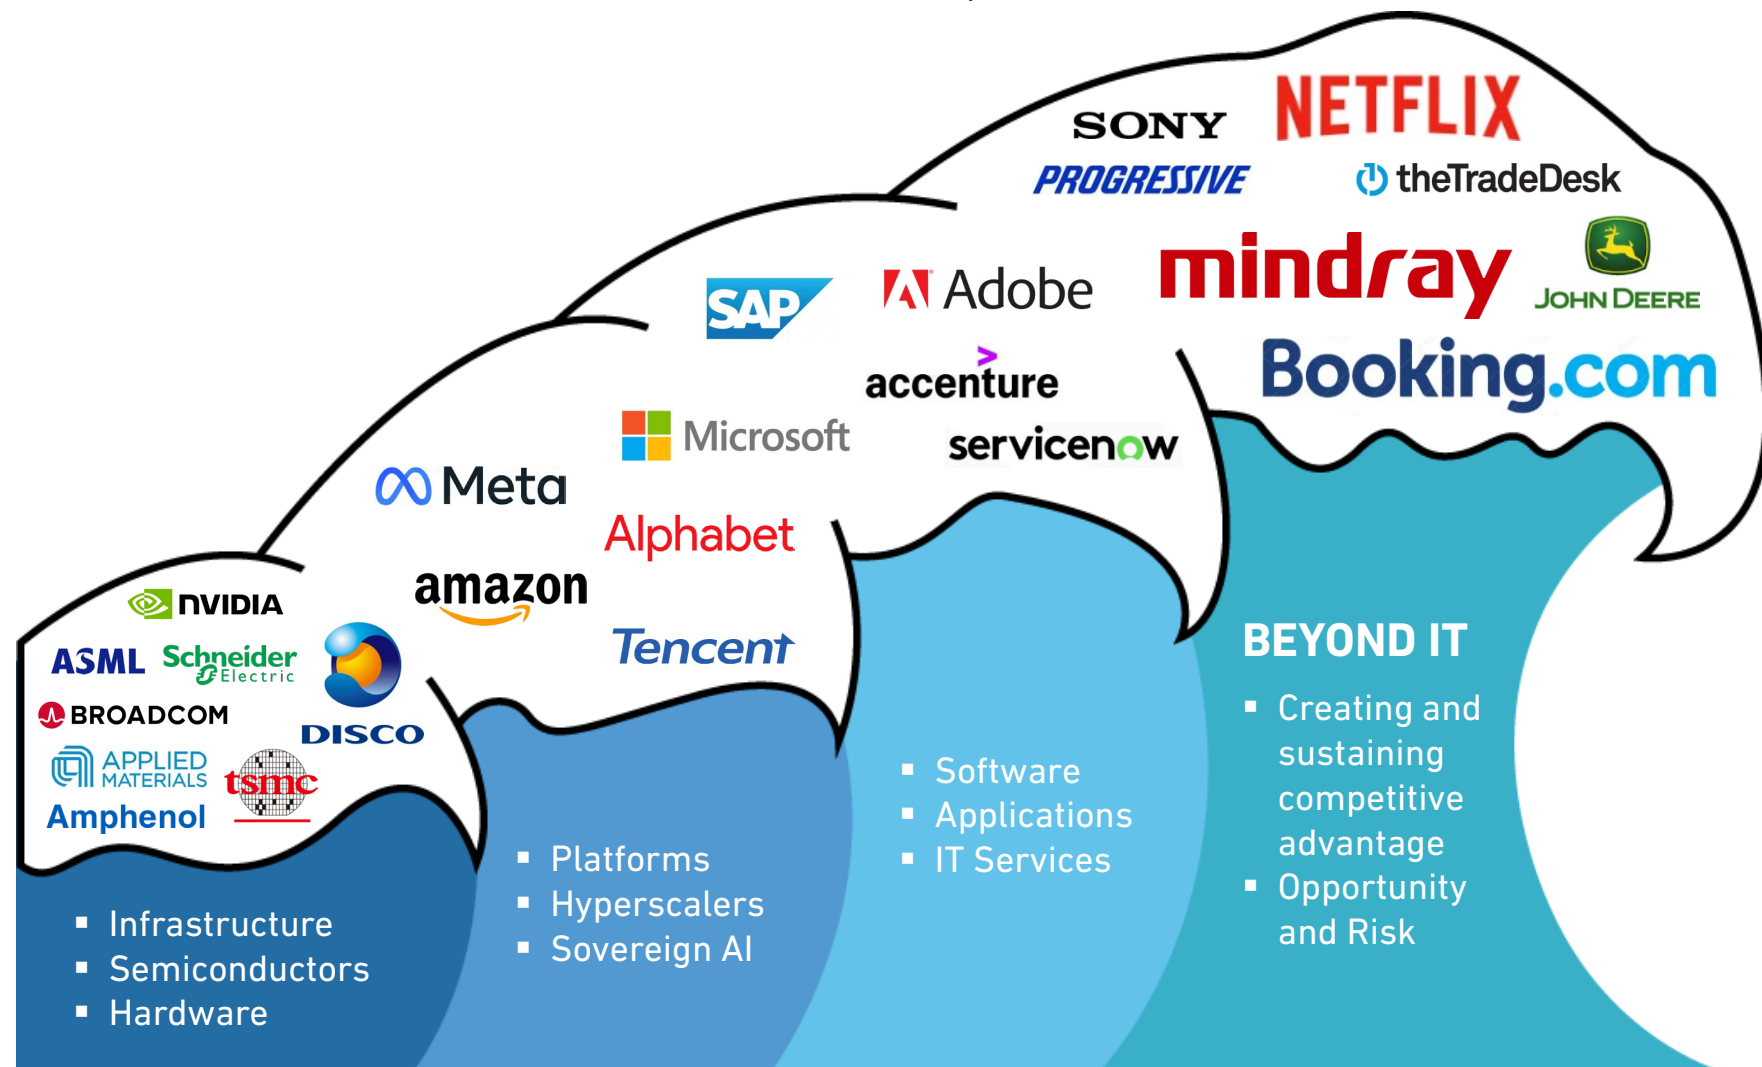 NVIDIA
ASML
Schneider
Electric
BROADCOM
DISCO
APPLIED
MATERIALS
tsmc
Amphenol
▪ Infrastructure
▪ Semiconductors
▪ Hardware
Meta
Microsoft
Alphabet
amazon
Tencent
▪ Platforms
▪ Hyperscalers
▪ Sovereign AI
SAP
Adobe
accenture
servicenow
▪ Software
▪ Applications
▪ IT Services
SONY
NETFLIX
PROGRESSIVE
theTradeDesk
mindray
JOHN DEERE
Booking.com
BEYOND IT
▪ Creating and
sustaining
competitive
advantage
▪ Opportunity
and Risk